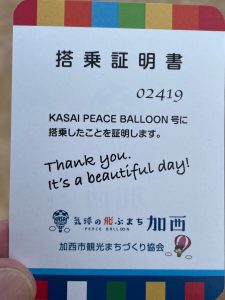 搭乗証明書
02419
KASAI PEACE BALLOON 号に
搭乗したことを証明します。
Thank you.
It's a beautiful day!
気球の飛ぶまち 加西
PEACE BALLOON
加西市観光まちづくり協会